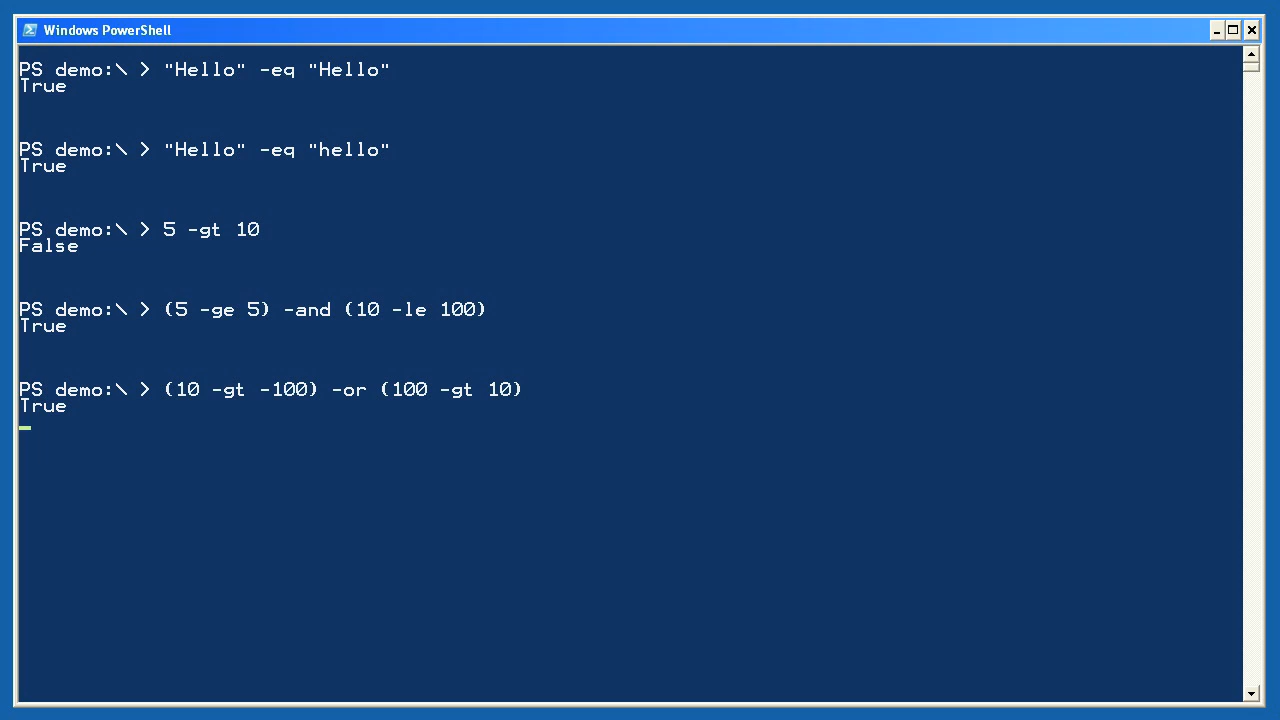 Windows PowerShell
PS demo:\ > "Hello" -eq "Hello"
True
PS demo:\ > "Hello" -eq "hello"
True
PS demo:\ > 5 -gt 10
False
PS demo:\ > (5 -ge 5) -and (10 -le 100)
True
PS demo:\ > (10 -gt -100) -or (100 -gt 10)
True